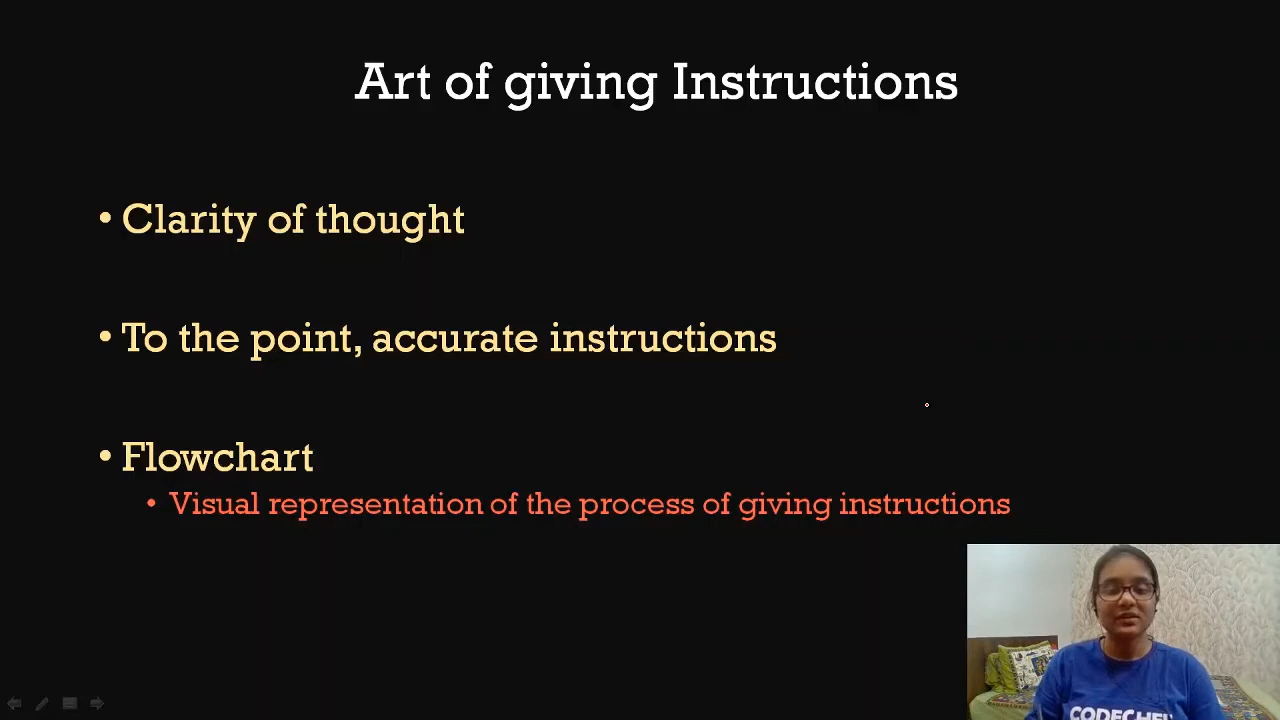 Art of giving Instructions
• Clarity of thought
• To the point, accurate instructions
• Flowchart
• Visual representation of the process of giving instructions